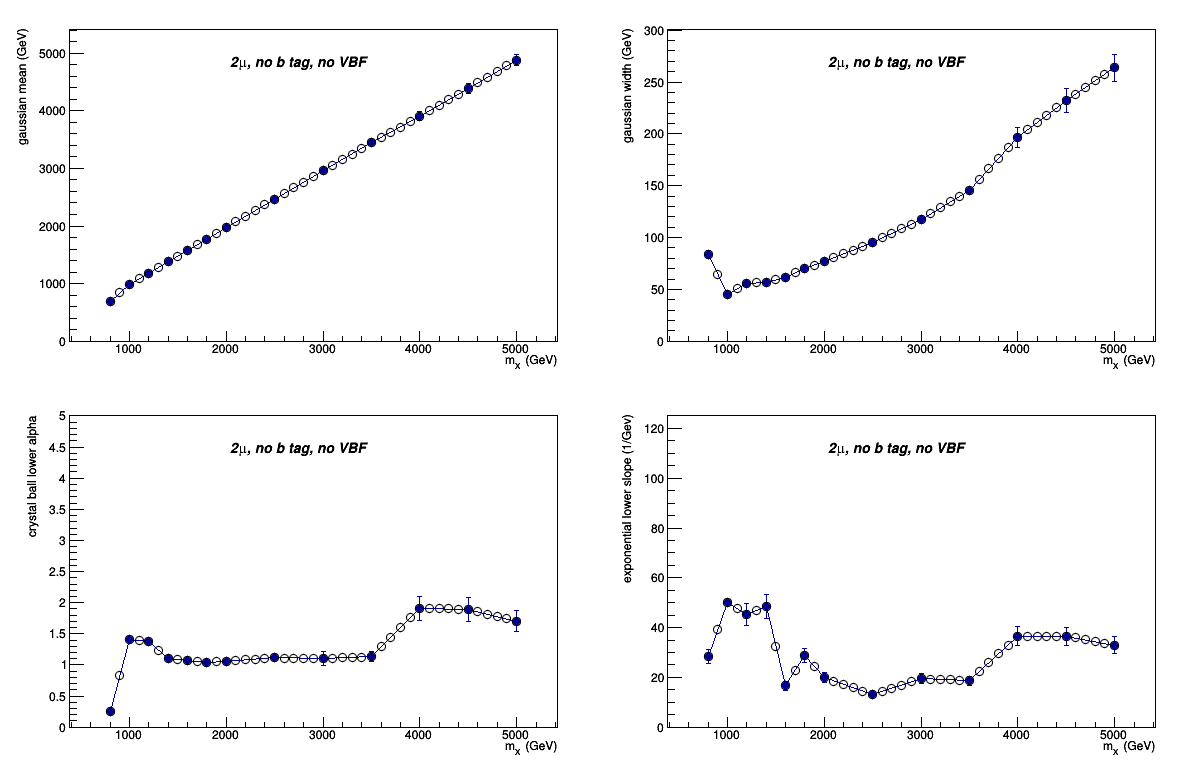 gaussian mean (GeV)
2μ, no b tag, no VBF
5000
4000
3000
2000
1000
0
1000 2000 3000 4000 5000
mx (GeV)
gaussian width (GeV)
2μ, no b tag, no VBF
300
250
200
150
100
50
0
1000 2000 3000 4000 5000
mx (GeV)
crystal ball lower alpha
2μ, no b tag, no VBF
5
4.5
4
3.5
3
2.5
2
1.5
1
0.5
0
1000 2000 3000 4000 5000
mx (GeV)
exponential lower slope (1/Gev)
2μ, no b tag, no VBF
120
100
80
60
40
20
0
1000 2000 3000 4000 5000
mx (GeV)